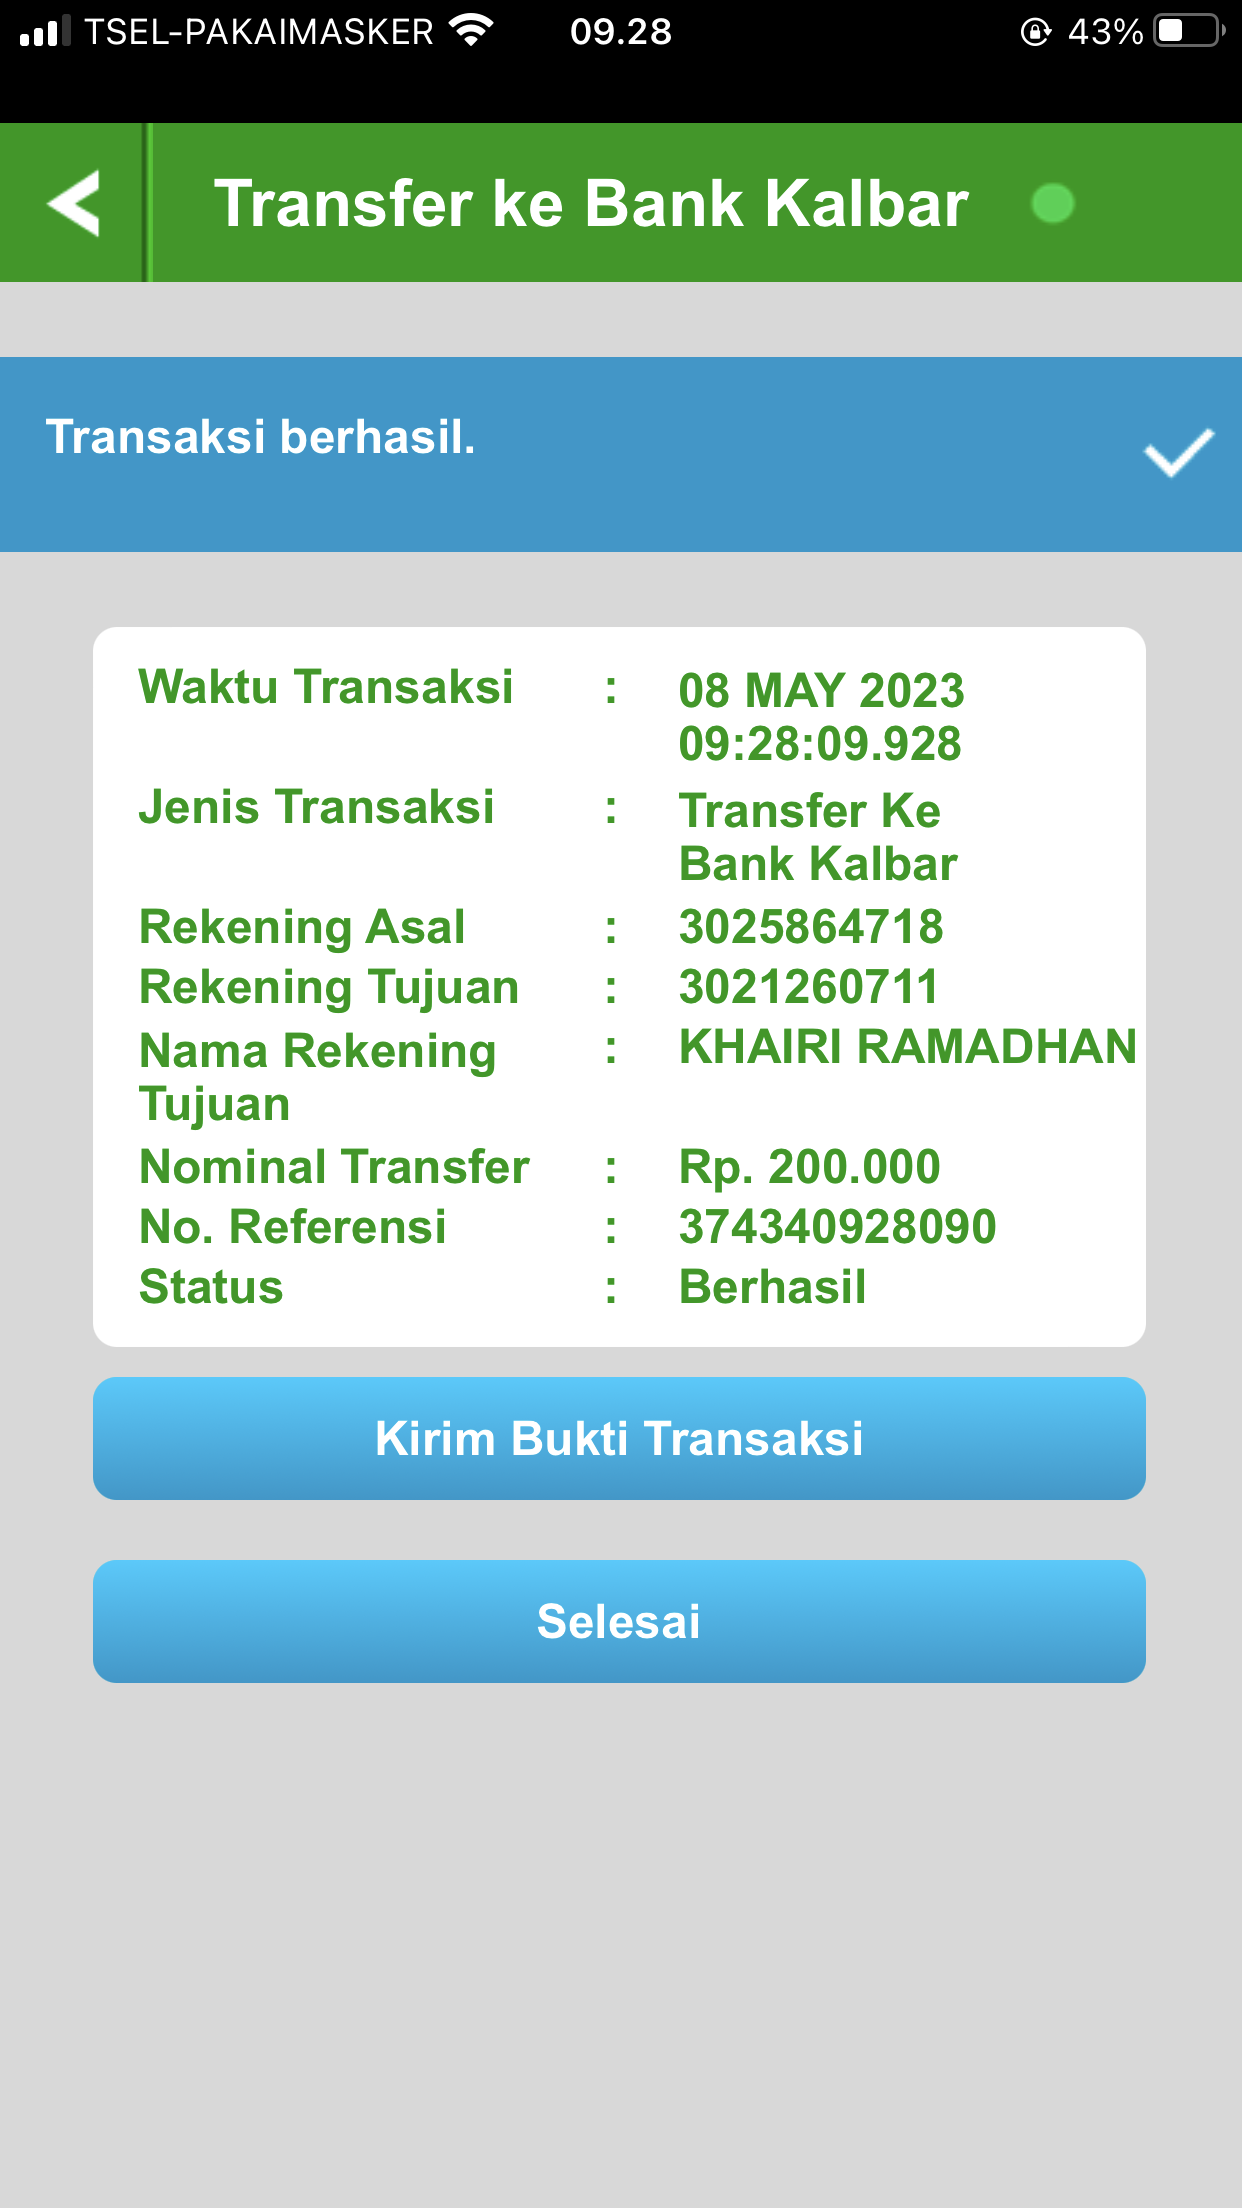 TSEL-PAKAIMASKER 09.28 43%
Transfer ke Bank Kalbar
Transaksi berhasil.
Waktu Transaksi : 08 MAY 2023
09:28:09.928
Jenis Transaksi : Transfer Ke
Bank Kalbar
Rekening Asal : 3025864718
Rekening Tujuan : 3021260711
Nama Rekening : KHAIRI RAMADHAN
Tujuan
Nominal Transfer : Rp. 200.000
No. Referensi : 374340928090
Status : Berhasil
Kirim Bukti Transaksi
Selesai